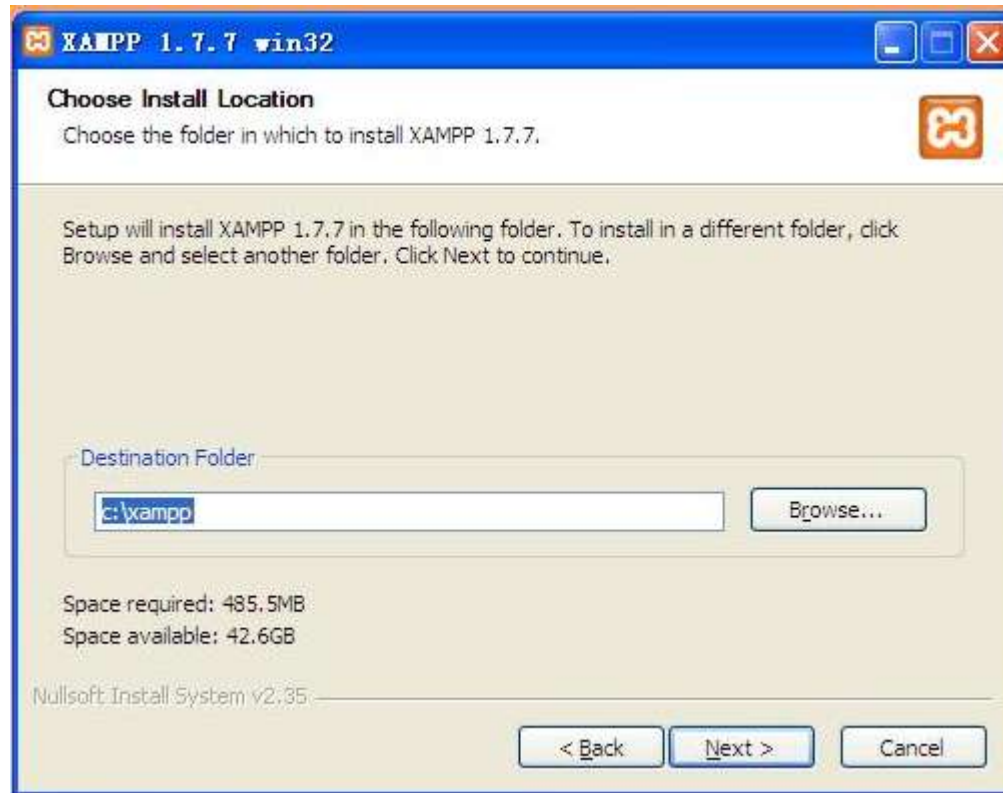 XAMPP 1.7.7 win32
Choose Install Location
Choose the folder in which to install XAMPP 1.7.7.
Setup will install XAMPP 1.7.7 in the following folder. To install in a different folder, click
Browse and select another folder. Click Next to continue.
Destination Folder
c:\xampp
Browse...
Space required: 485.5MB
Space available: 42.6GB
Nullsoft Install System v2.35
< Back
Next >
Cancel